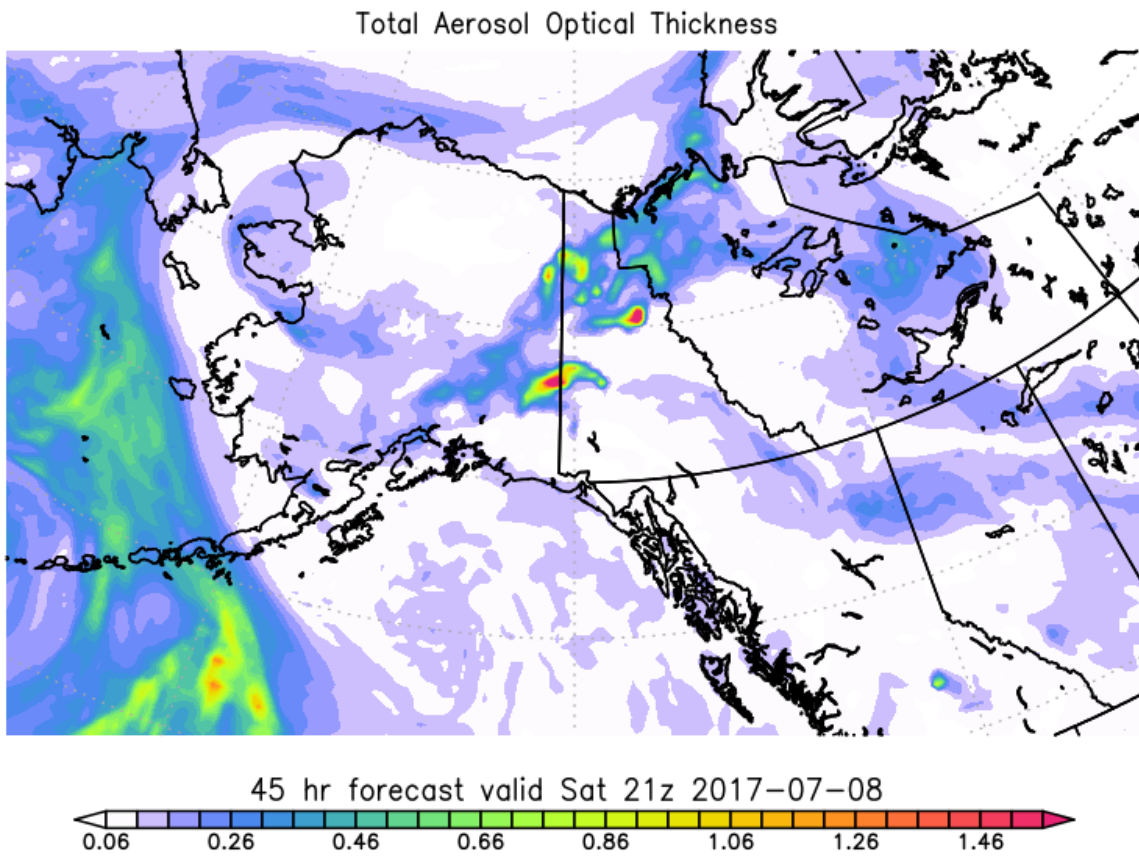 Total Aerosol Optical Thickness
45 hr forecast valid Sat 21z 2017-07-08
0.06 0.26 0.46 0.66 0.86 1.06 1.26 1.46